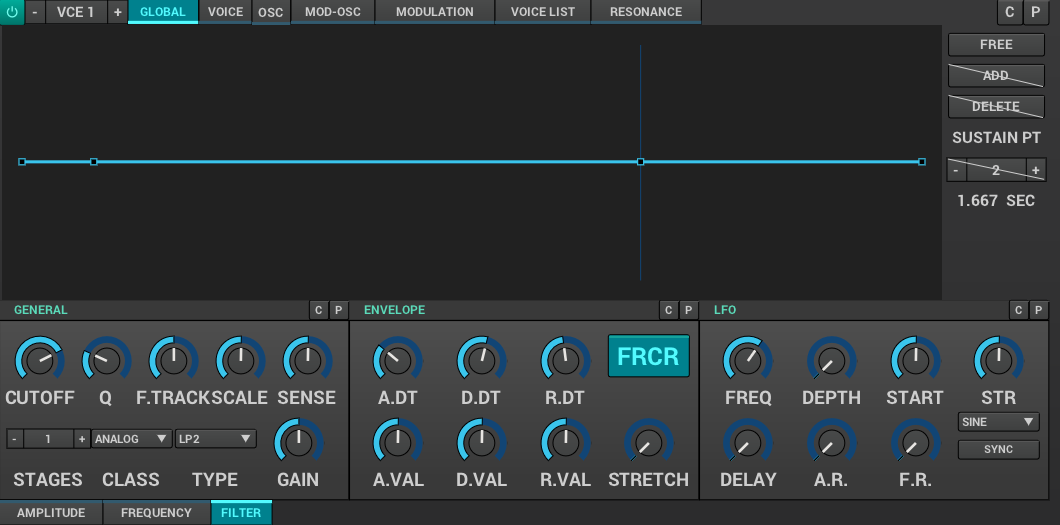 - VCE 1 + GLOBAL VOICE OSC MOD-OSC MODULATION VOICE LIST RESONANCE C P
FREE
ADD
DELETE
SUSTAIN PT
- 2 +
1.667 SEC
GENERAL C P ENVELOPE C P LFO C P
FRCR
CUTOFF Q F.TRACK SCALE SENSE A.DT D.DT R.DT FREQ DEPTH START STR
- 1 + ANALOG LP2 SINE
SYNC
STAGES CLASS TYPE GAIN A.VAL D.VAL R.VAL STRETCH DELAY A.R. F.R.
AMPLITUDE FREQUENCY FILTER